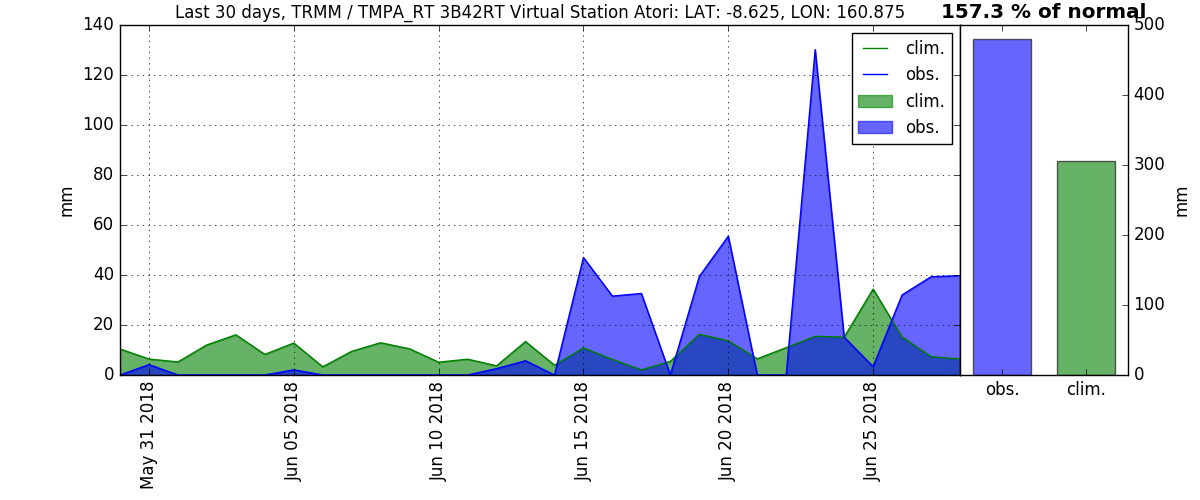 Last 30 days, TRMM / TMPA_RT 3B42RT Virtual Station Atori: LAT: -8.625, LON: 160.875
157.3 % of normal
140
120
100
80
60
40
20
0
mm
clim.
obs.
clim.
obs.
500
400
300
200
100
0
mm
May 31 2018
Jun 05 2018
Jun 10 2018
Jun 15 2018
Jun 20 2018
Jun 25 2018
obs.
clim.